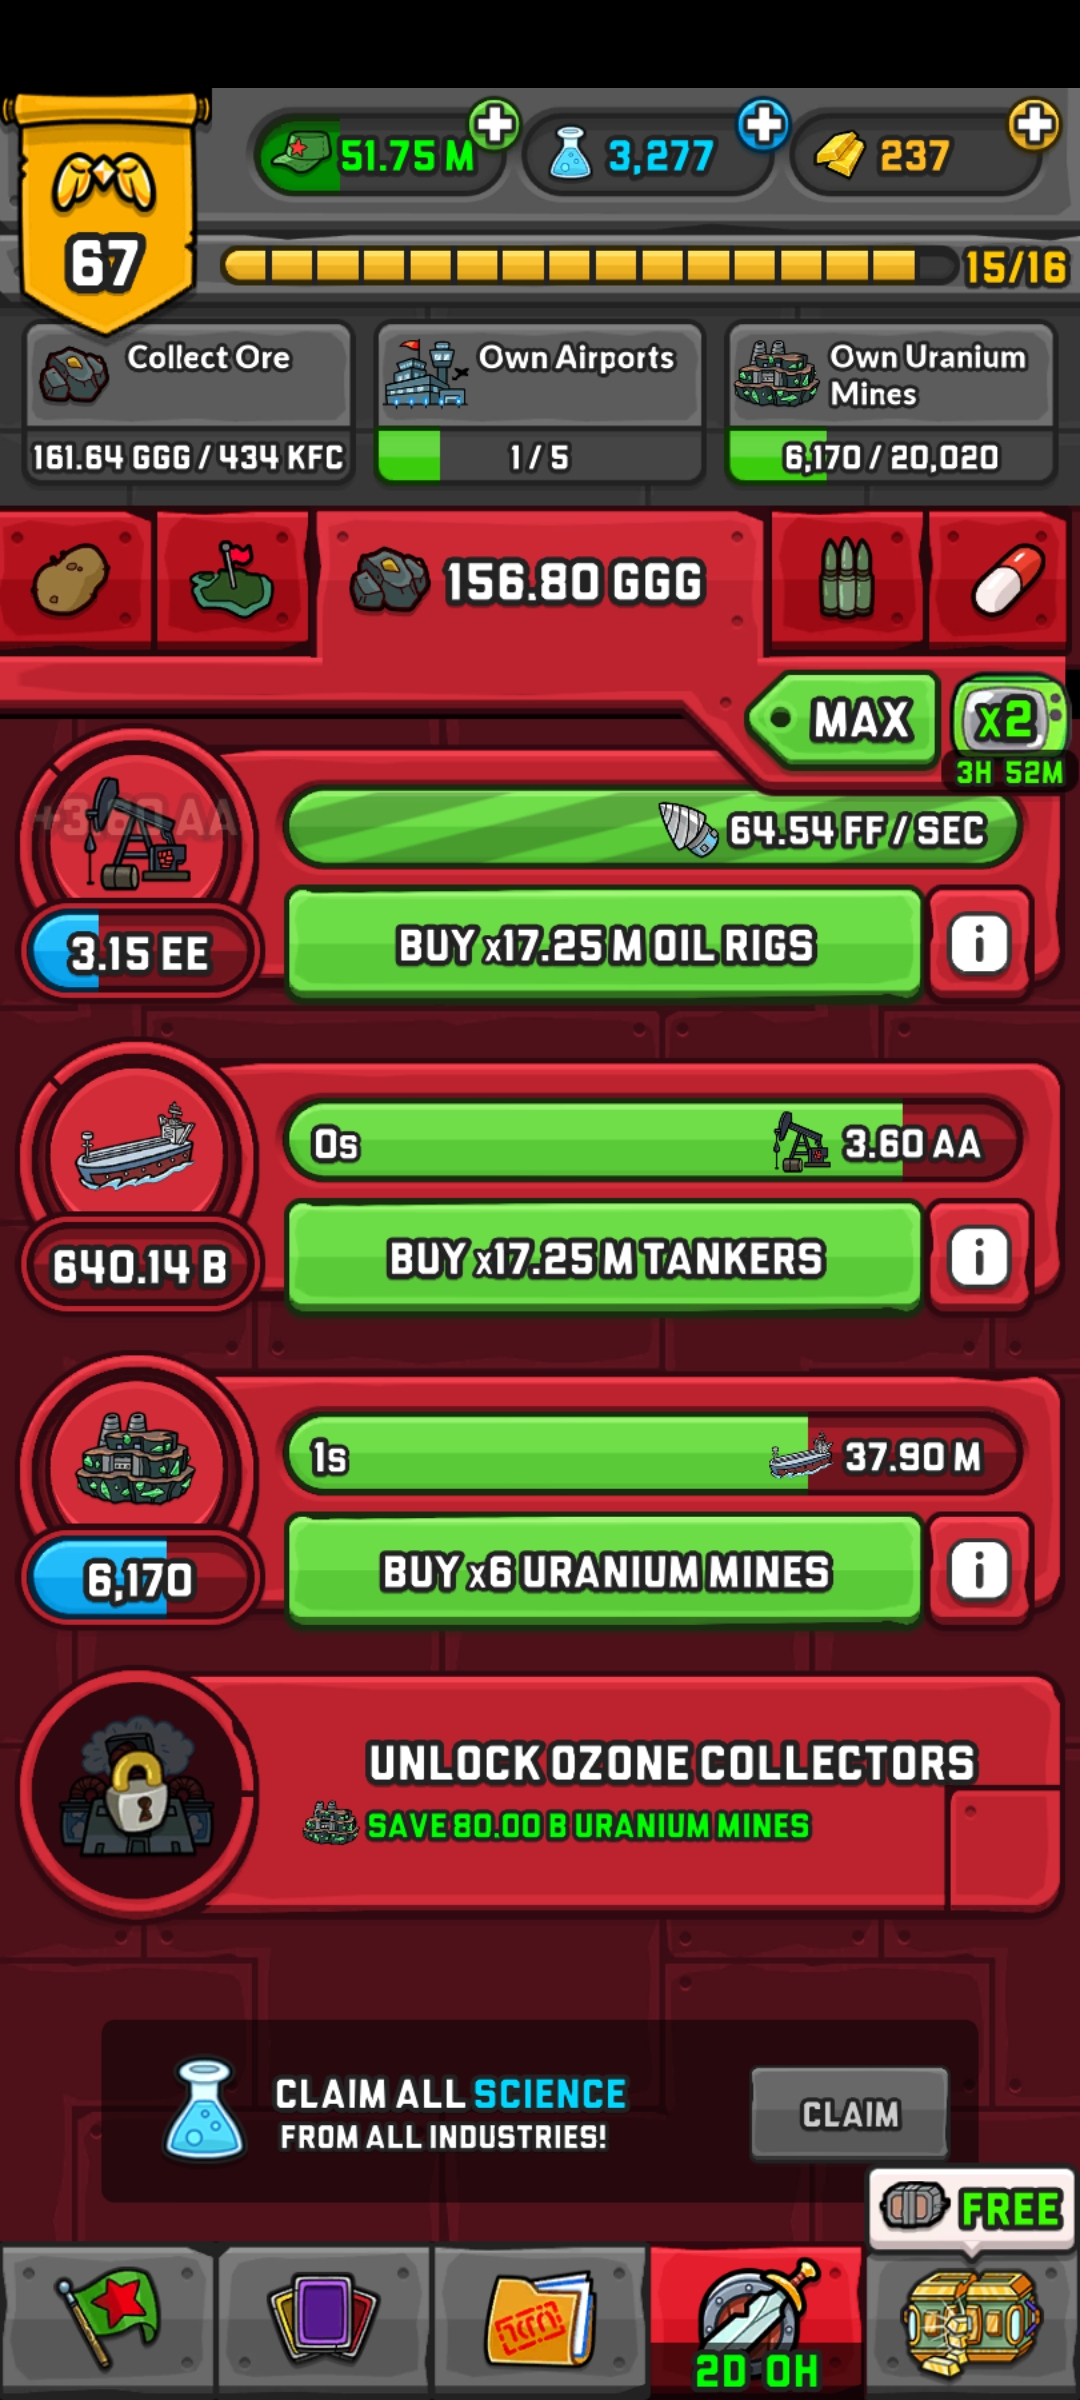 51.75 M
3,277
237
67
15/16
Collect Ore
161.64 GGG / 434 KFC
Own Airports
1 / 5
Own Uranium
Mines
6,170 / 20,020
156.80 GGG
MAX
x2
3H 52M
+3.60 AA
64.54 FF / SEC
3.15 EE
BUY x17.25 M OIL RIGS
i
0s
3.60 AA
640.14 B
BUY x17.25 M TANKERS
i
1s
37.90 M
6,170
BUY x6 URANIUM MINES
i
UNLOCK OZONE COLLECTORS
SAVE 80.00 B URANIUM MINES
CLAIM ALL SCIENCE
FROM ALL INDUSTRIES!
CLAIM
FREE
2D 0H